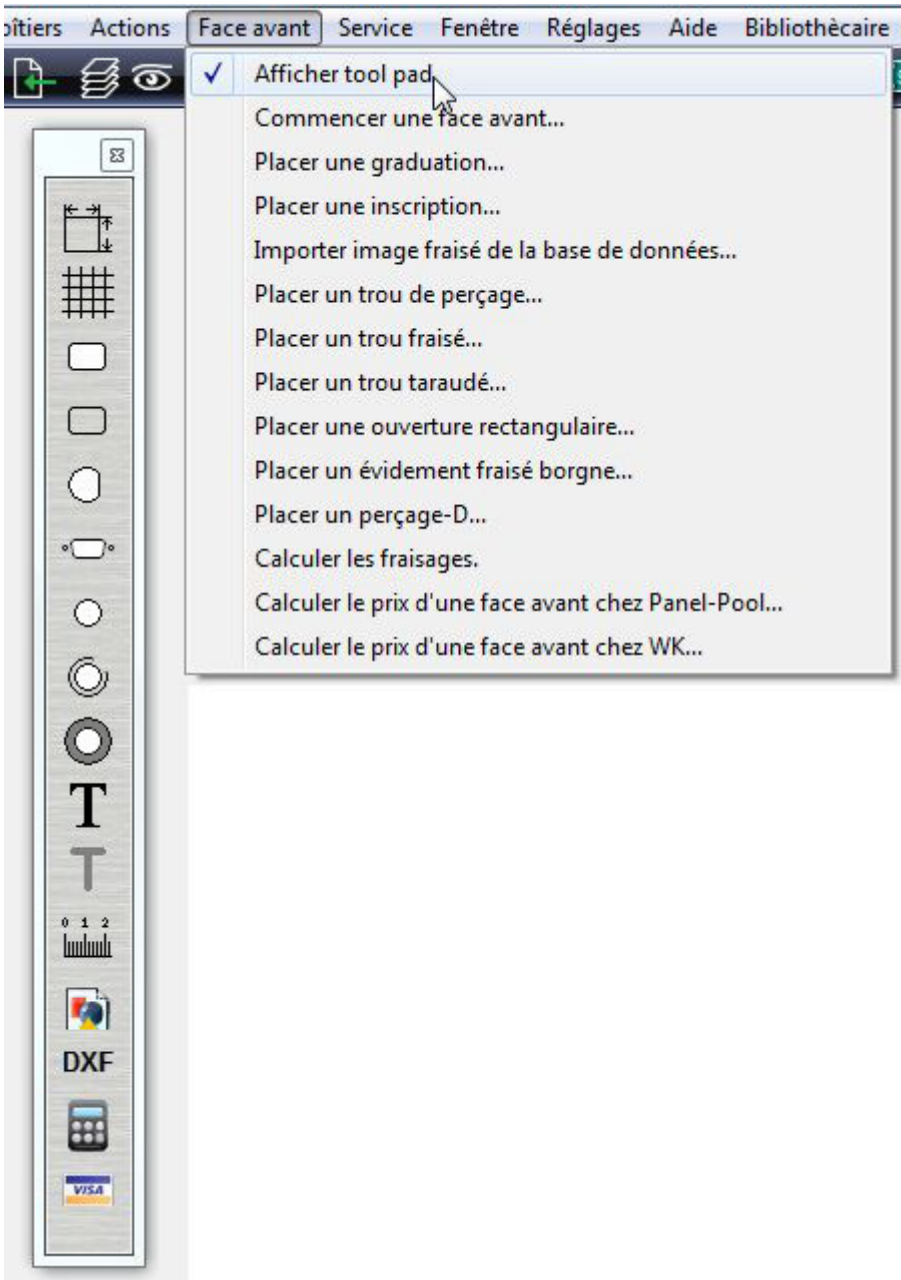 oîtiers Actions Face avant Service Fenêtre Réglages Aide Bibliothècaire
Afficher tool pad
Commencer une face avant...
Placer une graduation...
Placer une inscription...
Importer image fraisé de la base de données...
Placer un trou de perçage...
Placer un trou fraisé...
Placer un trou taraudé...
Placer une ouverture rectangulaire...
Placer un évidement fraisé borgne...
Placer un perçage-D...
Calculer les fraisages.
Calculer le prix d'une face avant chez Panel-Pool...
Calculer le prix d'une face avant chez WK...
T
T
0 1 2
DXF
VISA